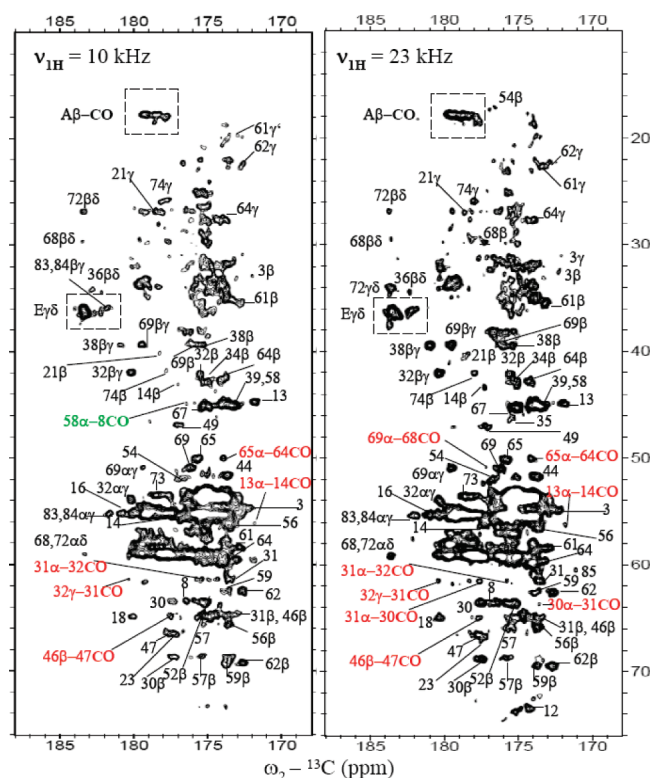 185 180 175 170
185 180 175 170
ν1H = 10 kHz
Aβ–CO
61γ
62γ
21γ
74γ
72βδ
64γ
68βδ
83,84βγ
36βδ
3β
Eγδ
61β
69βγ
38βγ
38β
21β
69β
32β
34β
64β
32βγ
74β
14β
39,58
13
58α–8CO
67
49
54
69
65
65α–64CO
69αγ
44
13α–14CO
16
32αγ
73
3
83,84αγ
14
56
68,72αδ
61
64
31α–32CO
31
32γ–31CO
8
59
18
30
62
31β, 46β
46β–47CO
57
56β
47
23
30β
52β
57β
59β
62β
185 180 175 170
ν1H = 23 kHz
Aβ–CO
54β
20
62γ
21γ
74γ
61γ
72βδ
64γ
68βδ
68β
30
3γ
36βδ
3β
72γδ
Eγδ
61β
69β
69βγ
38βγ
38β
40
21β
32β
34β
64β
32βγ
74β
14β
39,58
13
67
35
49
69α–68CO
69
65
65α–64CO
50
54
69αγ
44
13α–14CO
16
32αγ
73
3
83,84αγ
14
56
68,72αδ
61
64
31α–32CO
31
85
60
32γ–31CO
8
59
62
31α–30CO
30
30α–31CO
18
31β, 46β
57
56β
46β–47CO
47
23
30β
52β
57β
59β
62β
70
12
185 180 175 170
ω2 – 13C (ppm)